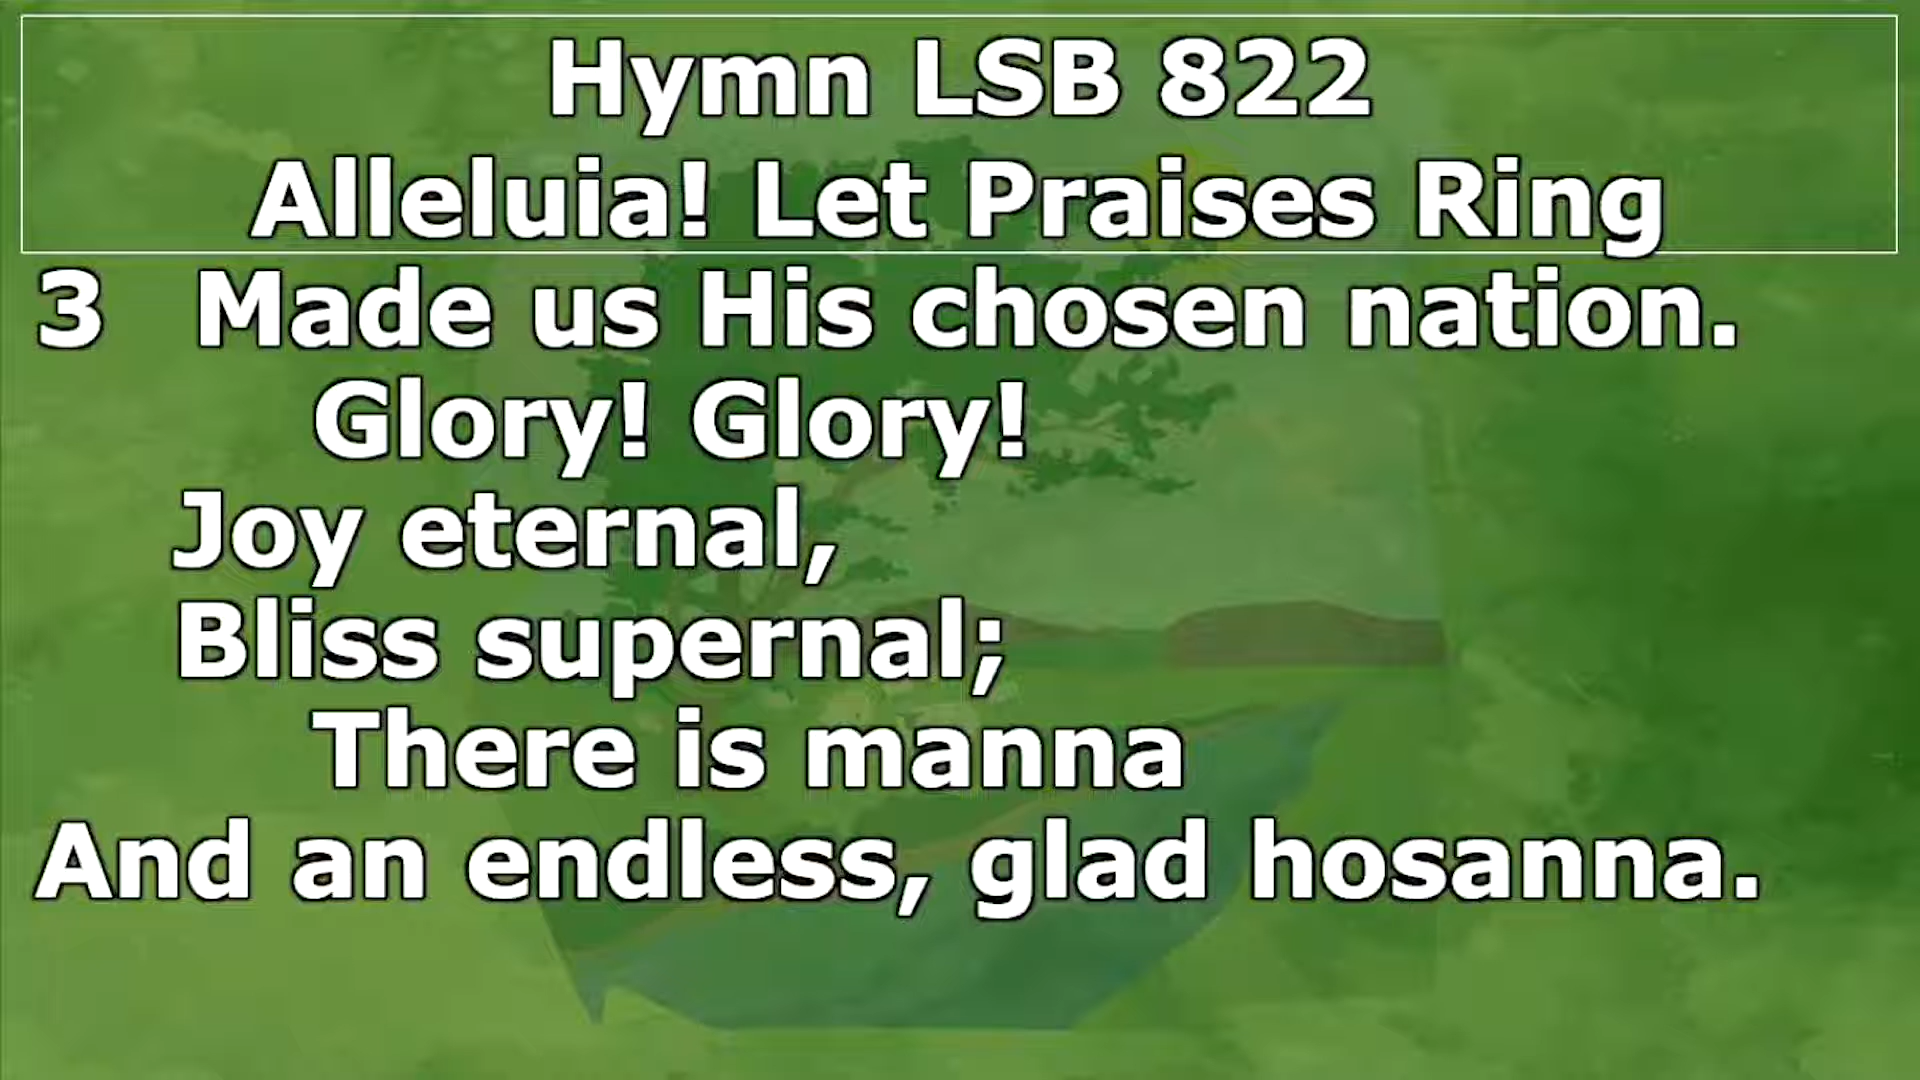 Hymn LSB 822
Alleluia! Let Praises Ring
3 Made us His chosen nation.
Glory! Glory!
Joy eternal,
Bliss supernal;
There is manna
And an endless, glad hosanna.